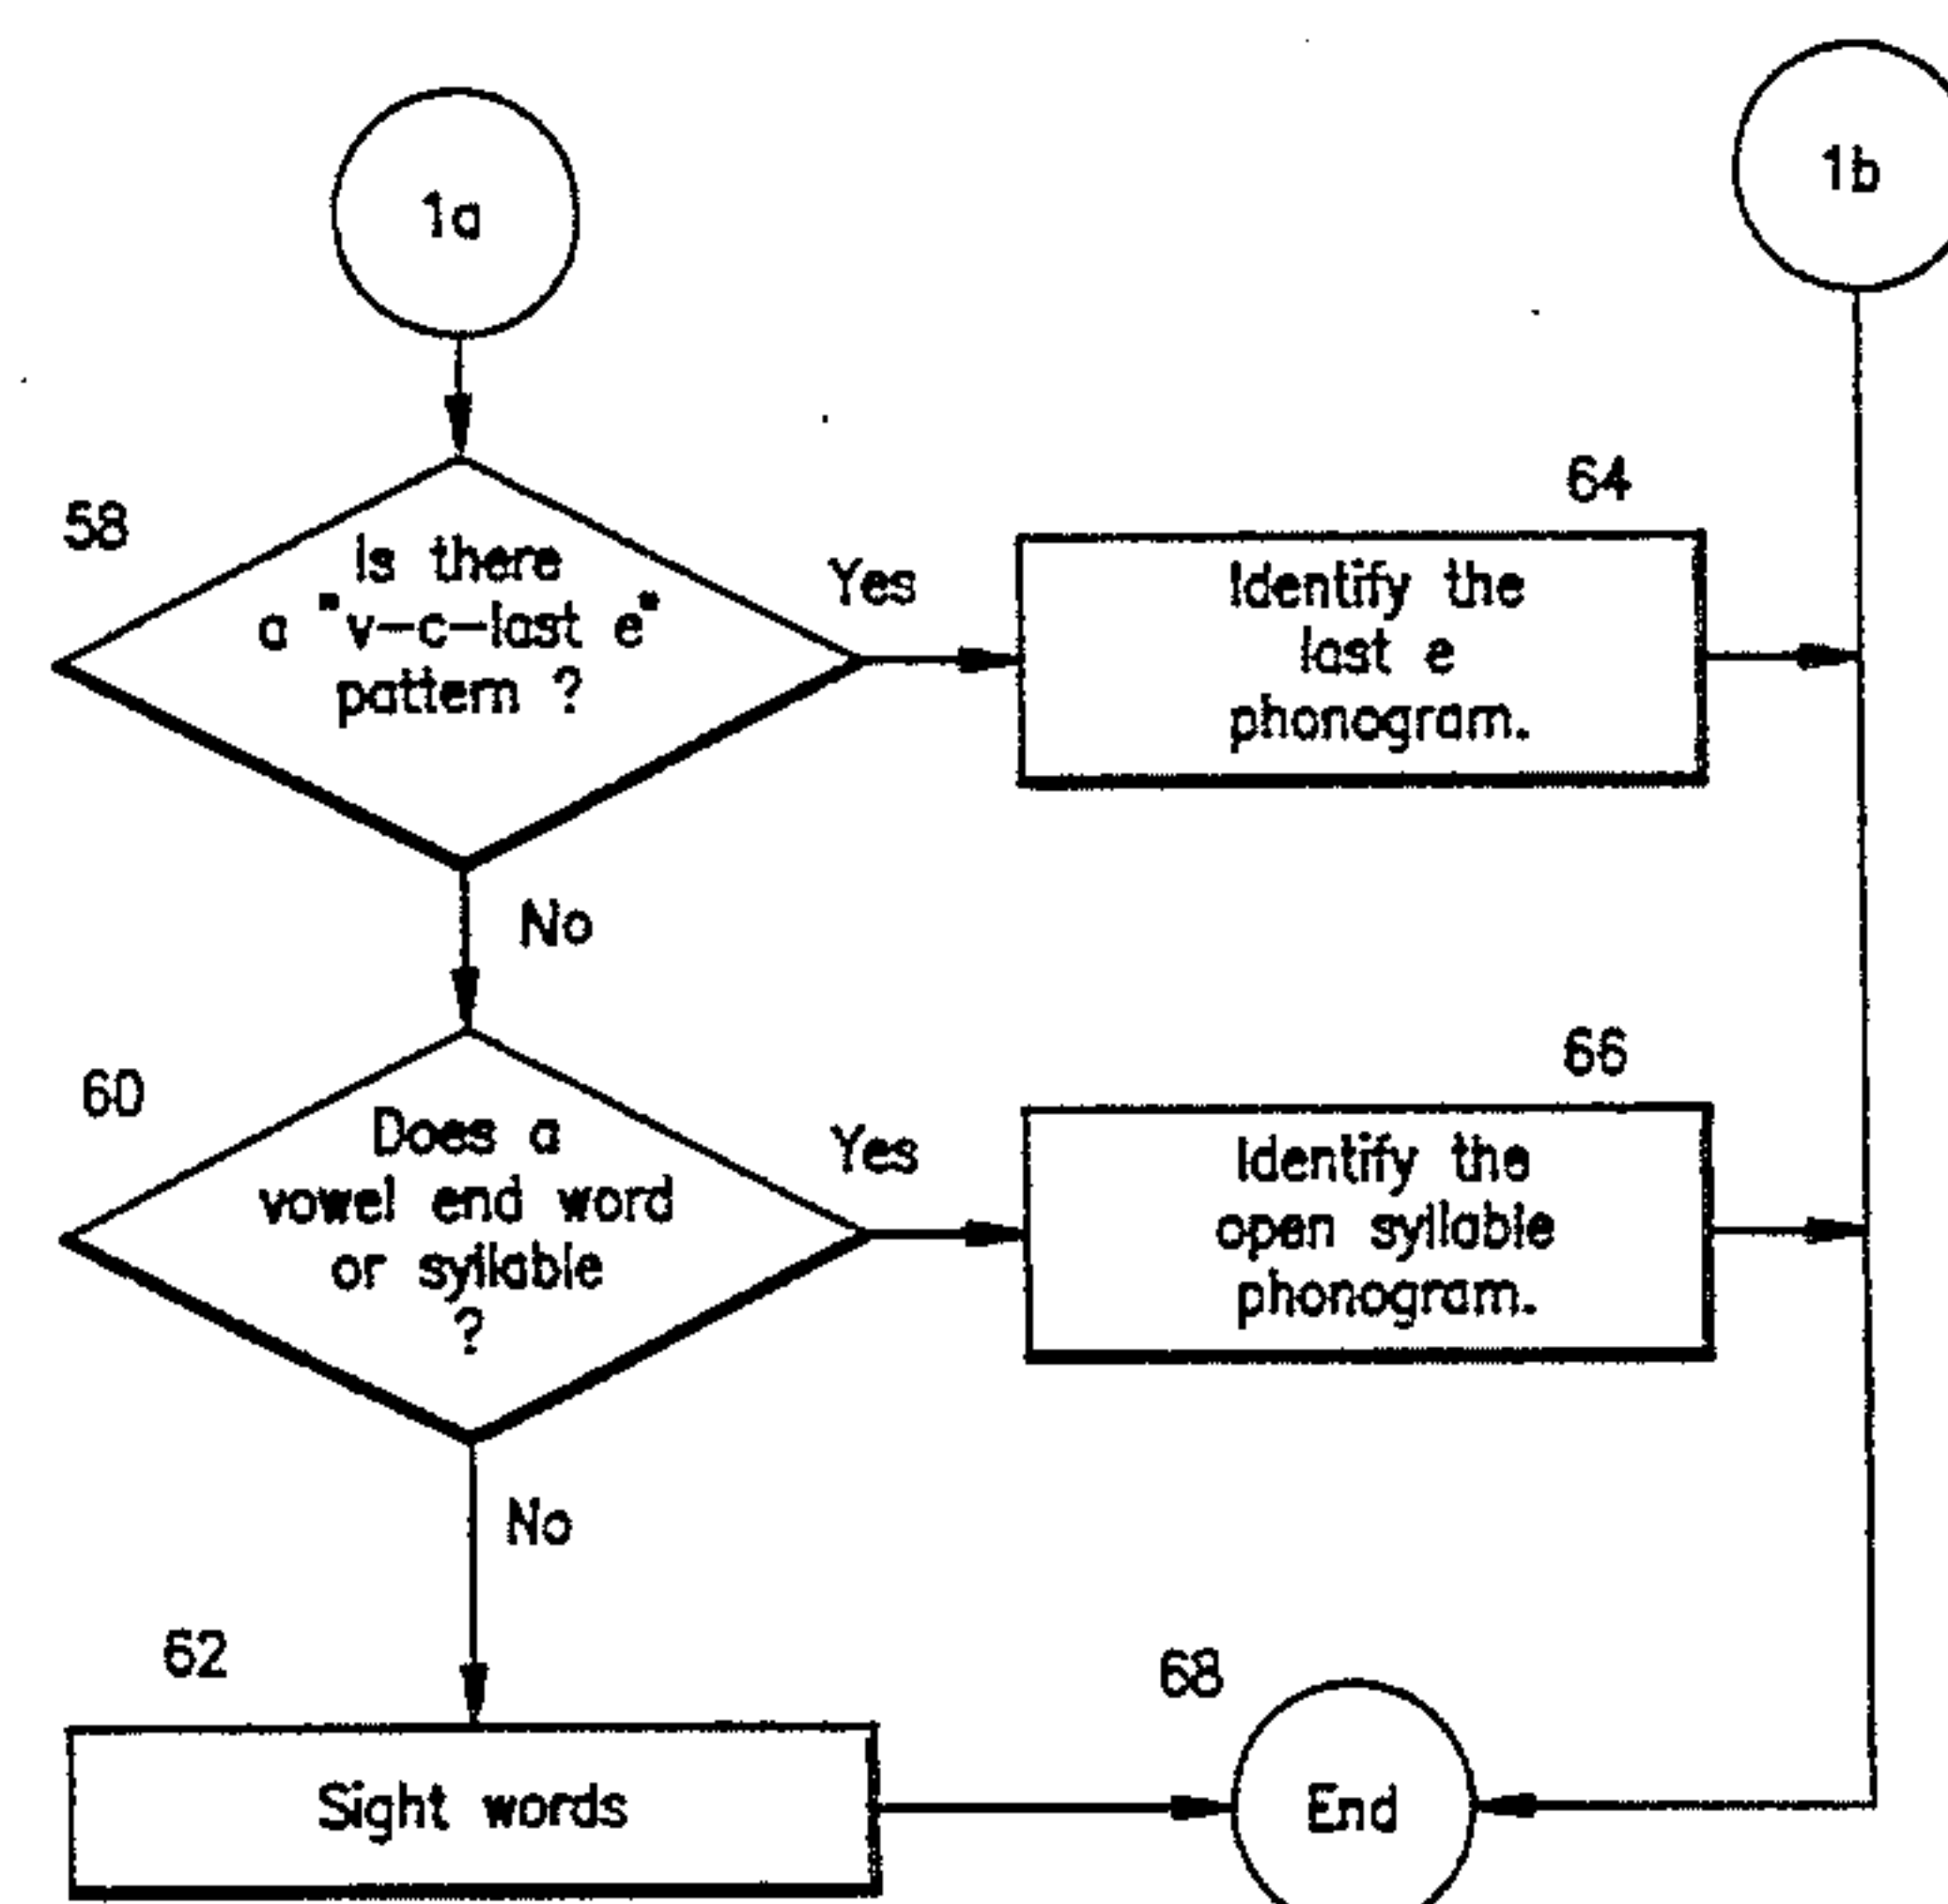 1a
1b
58
Is there
a "v-c-last e"
pattern ?
Yes
64
Identify the
last e
phonogram.
No
60
Does a
vowel end word
or syllable
?
Yes
66
Identify the
open syllable
phonogram.
No
62
Sight words
68
End